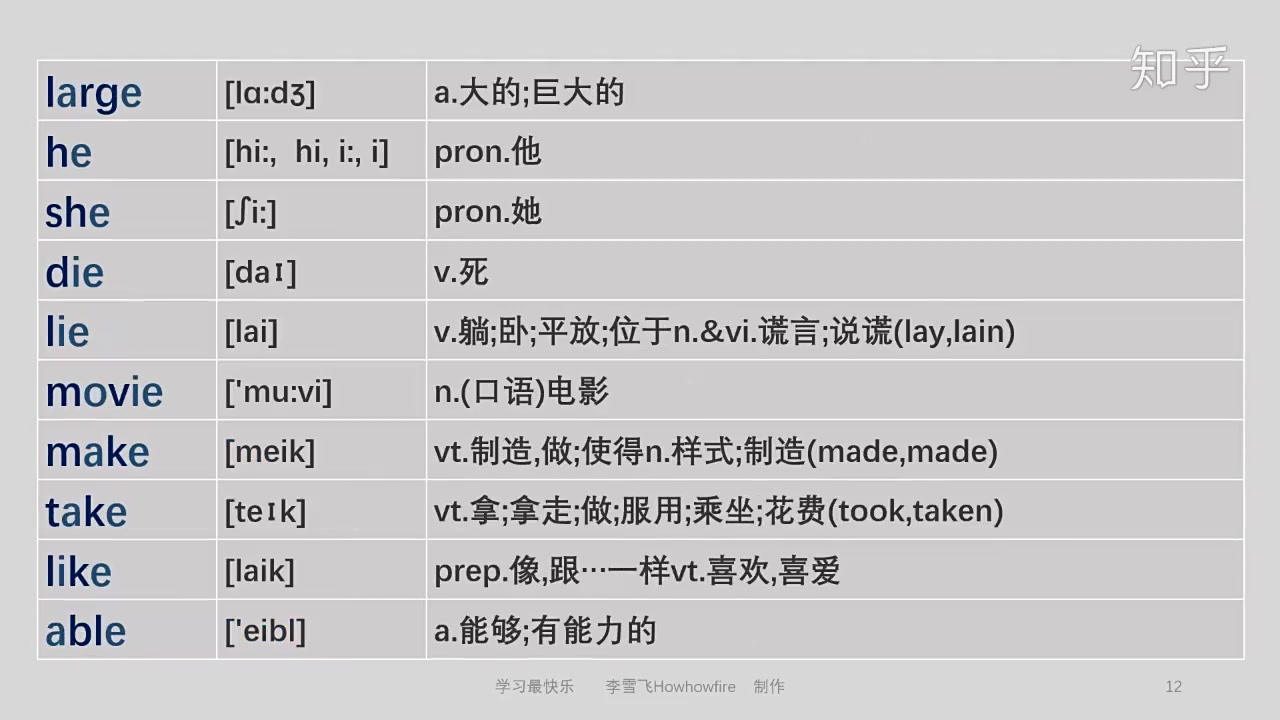 知乎
large [lɑ:dʒ] a.大的;巨大的
he [hi:, hi, i:, i] pron.他
she [ʃi:] pron.她
die [daɪ] v.死
lie [lai] v.躺;卧;平放;位于n.&vi.谎言;说谎(lay,lain)
movie ['mu:vi] n.(口语)电影
make [meik] vt.制造,做;使得n.样式;制造(made,made)
take [teɪk] vt.拿;拿走;做;服用;乘坐;花费(took,taken)
like [laik] prep.像,跟…一样vt.喜欢,喜爱
able ['eibl] a.能够;有能力的
学习最快乐 李雪飞Howhowfire 制作 12